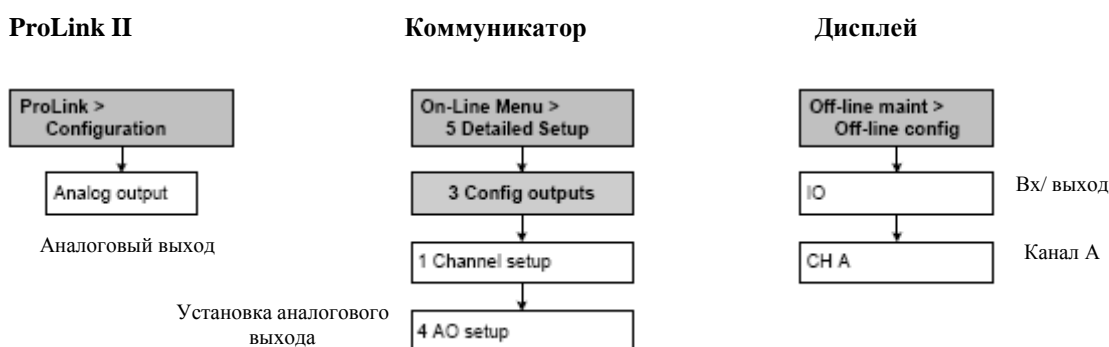 ProLink II
Коммуникатор
Дисплей
ProLink >
Configuration
Analog output
Аналоговый выход
On-Line Menu >
5 Detailed Setup
3 Config outputs
1 Channel setup
4 AO setup
Установка аналогового
выхода
Off-line maint >
Off-line config
IO
Вх/ выход
CH A
Канал А